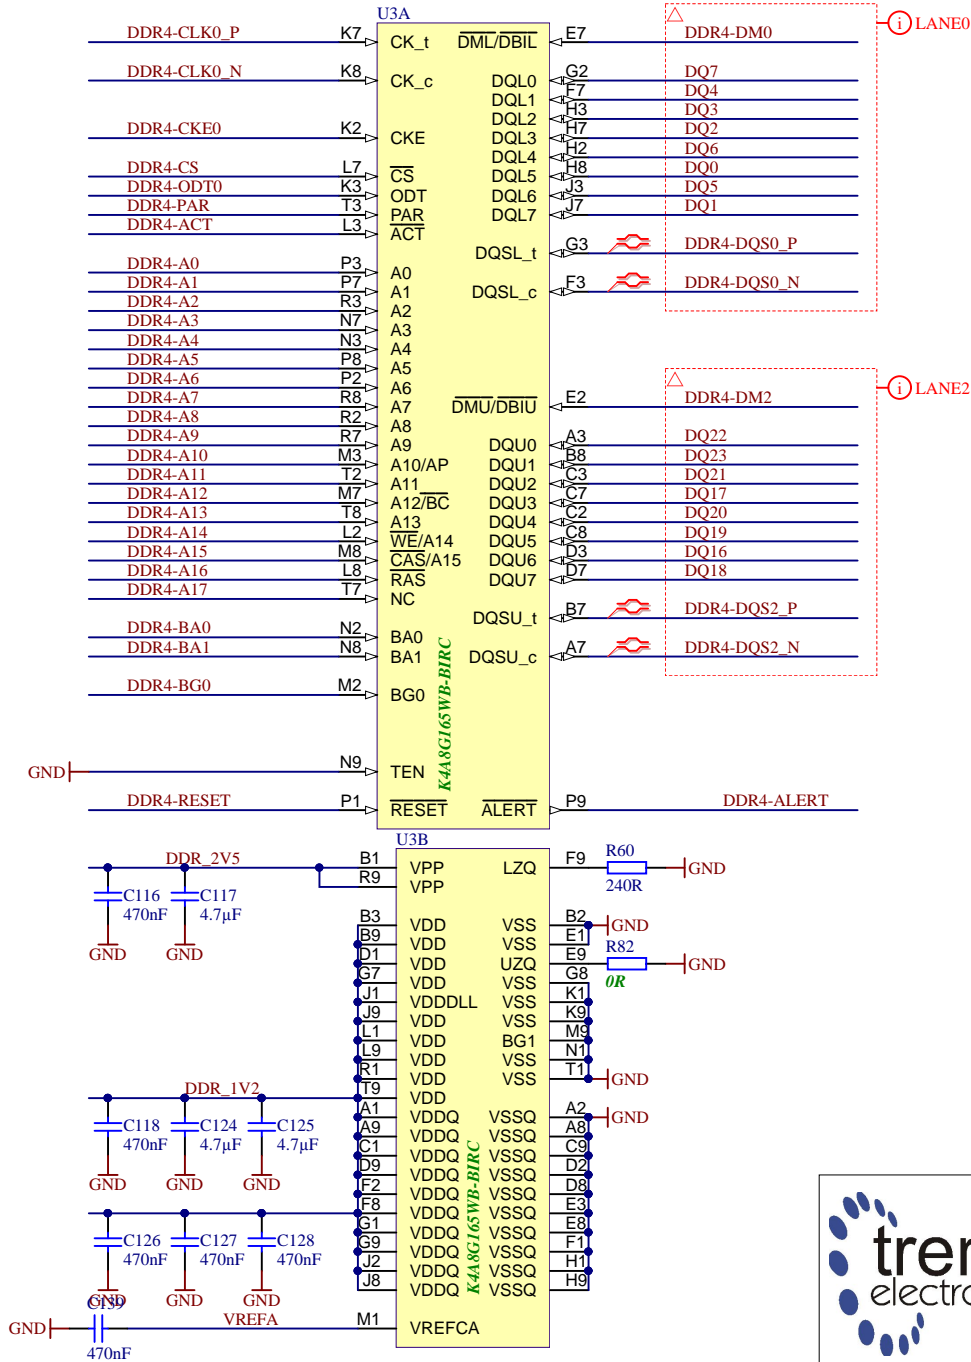 U3A
LANE0
DDR4-CLK0_P K7 CK_t DML/DBIL E7 DDR4-DM0
DDR4-CLK0_N K8 CK_c DQL0 G2 DQ7
DQL1 F7 DQ4
DQL2 H3 DQ3
DDR4-CKE0 K2 CKE DQL3 H7 DQ2
DQL4 H2 DQ6
DDR4-CS L7 CS DQL5 H8 DQ0
DDR4-ODT0 K3 ODT DQL6 J3 DQ5
DDR4-PAR T3 PAR DQL7 J7 DQ1
DDR4-ACT L3 ACT
DQSL_t G3 DDR4-DQS0_P
DDR4-A0 P3 A0
DDR4-A1 P7 A1 DQSL_c F3 DDR4-DQS0_N
DDR4-A2 R3 A2
DDR4-A3 N7 A3
DDR4-A4 N3 A4
DDR4-A5 P8 A5
DDR4-A6 P2 A6
LANE2
DDR4-A7 R8 A7 DMU/DBIU E2 DDR4-DM2
DDR4-A8 R2 A8
DDR4-A9 R7 A9 DQU0 A3 DQ22
DDR4-A10 M3 A10/AP DQU1 B8 DQ23
DDR4-A11 T2 A11 DQU2 C3 DQ21
DDR4-A12 M7 A12/BC DQU3 C7 DQ17
DDR4-A13 T8 A13 DQU4 C2 DQ20
DDR4-A14 L2 WE/A14 DQU5 C8 DQ19
DDR4-A15 M8 CAS/A15 DQU6 D3 DQ16
DDR4-A16 L8 RAS DQU7 D7 DQ18
DDR4-A17 T7 NC
DQSU_t B7 DDR4-DQS2_P
DDR4-BA0 N2 BA0
DDR4-BA1 N8 BA1 DQSU_c A7 DDR4-DQS2_N
DDR4-BG0 M2 BG0
K4A8G165WB-BIRC
GND N9 TEN
DDR4-RESET P1 RESET ALERT P9 DDR4-ALERT
U3B
DDR_2V5 B1 VPP LZQ F9 R60 240R GND
R9 VPP
C116 470nF GND
C117 4.7µF GND
B3 VDD VSS B2 GND
B9 VDD VSS E1
D1 VDD UZQ E9 R82 0R GND
G7 VDD VSS G8
J1 VDDDLL VSS K1
J9 VDD VSS K9
L1 VDD BG1 M9
L9 VDD VSS N1
R1 VDD VSS T1 GND
DDR_1V2 T9 VDD
A1 VDDQ VSSQ A2 GND
C118 470nF GND
C124 4.7µF GND
C125 4.7µF GND
A9 VDDQ VSSQ A8
C1 VDDQ VSSQ C9
D9 VDDQ VSSQ D2
F2 VDDQ VSSQ D8
F8 VDDQ VSSQ E3
G1 VDDQ VSSQ E8
G9 VDDQ VSSQ F1
J2 VDDQ VSSQ H1
J8 VDDQ VSSQ H9
K4A8G165WB-BIRC
C126 470nF GND
C127 470nF GND
C128 470nF GND
GND C139 470nF VREFA M1 VREFCA
tren
electro